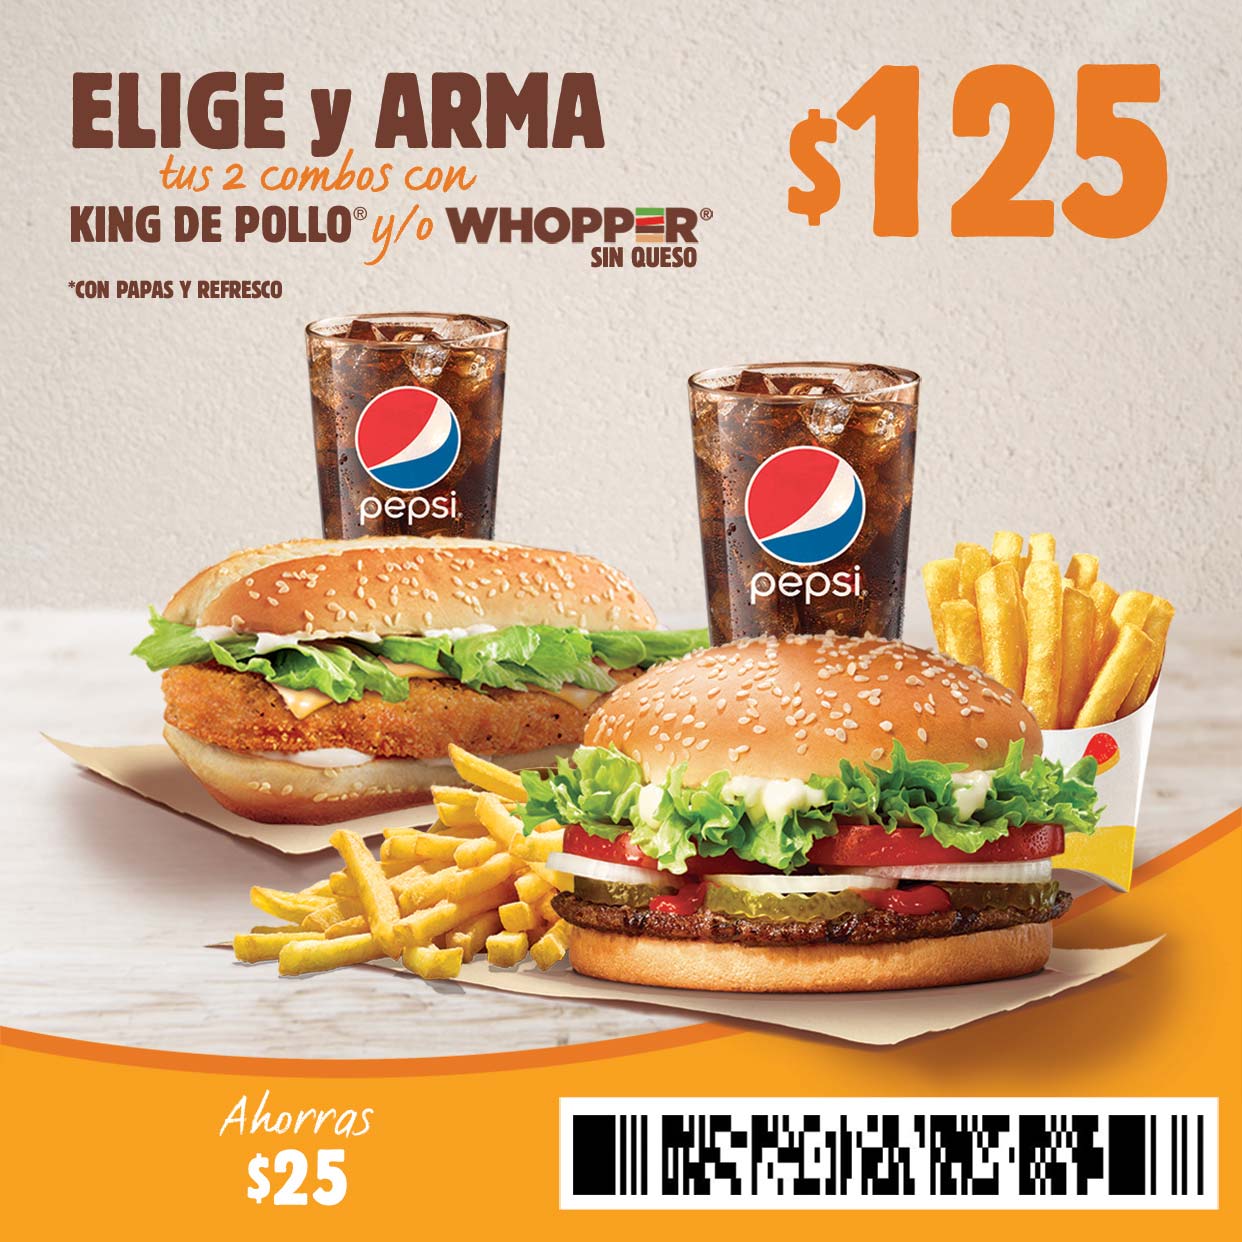 ELIGE y ARMA
tus 2 combos con
KING DE POLLO® y/o WHOPPER®
SIN QUESO
*CON PAPAS Y REFRESCO
$125
pepsi
pepsi
Ahorras
$25